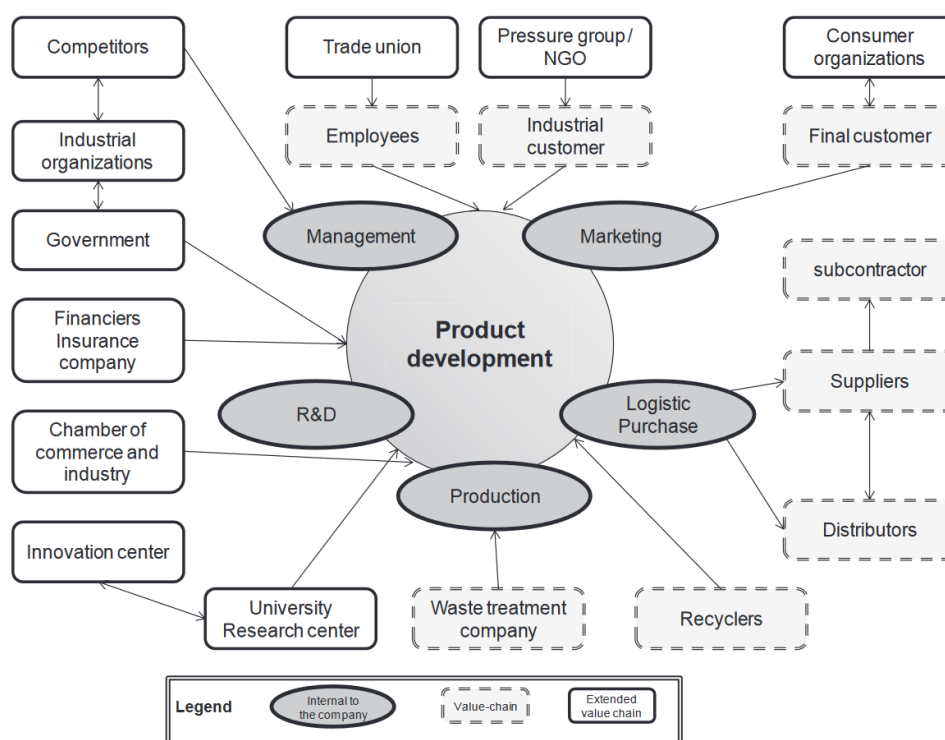 Competitors
Trade union
Pressure group /
NGO
Consumer
organizations
Industrial
organizations
Employees
Industrial
customer
Final customer
Government
Management
Marketing
subcontractor
Financiers
Insurance
company
Product
development
Suppliers
R&D
Logistic
Purchase
Chamber of
commerce and
industry
Production
Distributors
Innovation center
University
Research center
Waste treatment
company
Recyclers
Legend
Internal to
the company
Value-chain
Extended
value chain